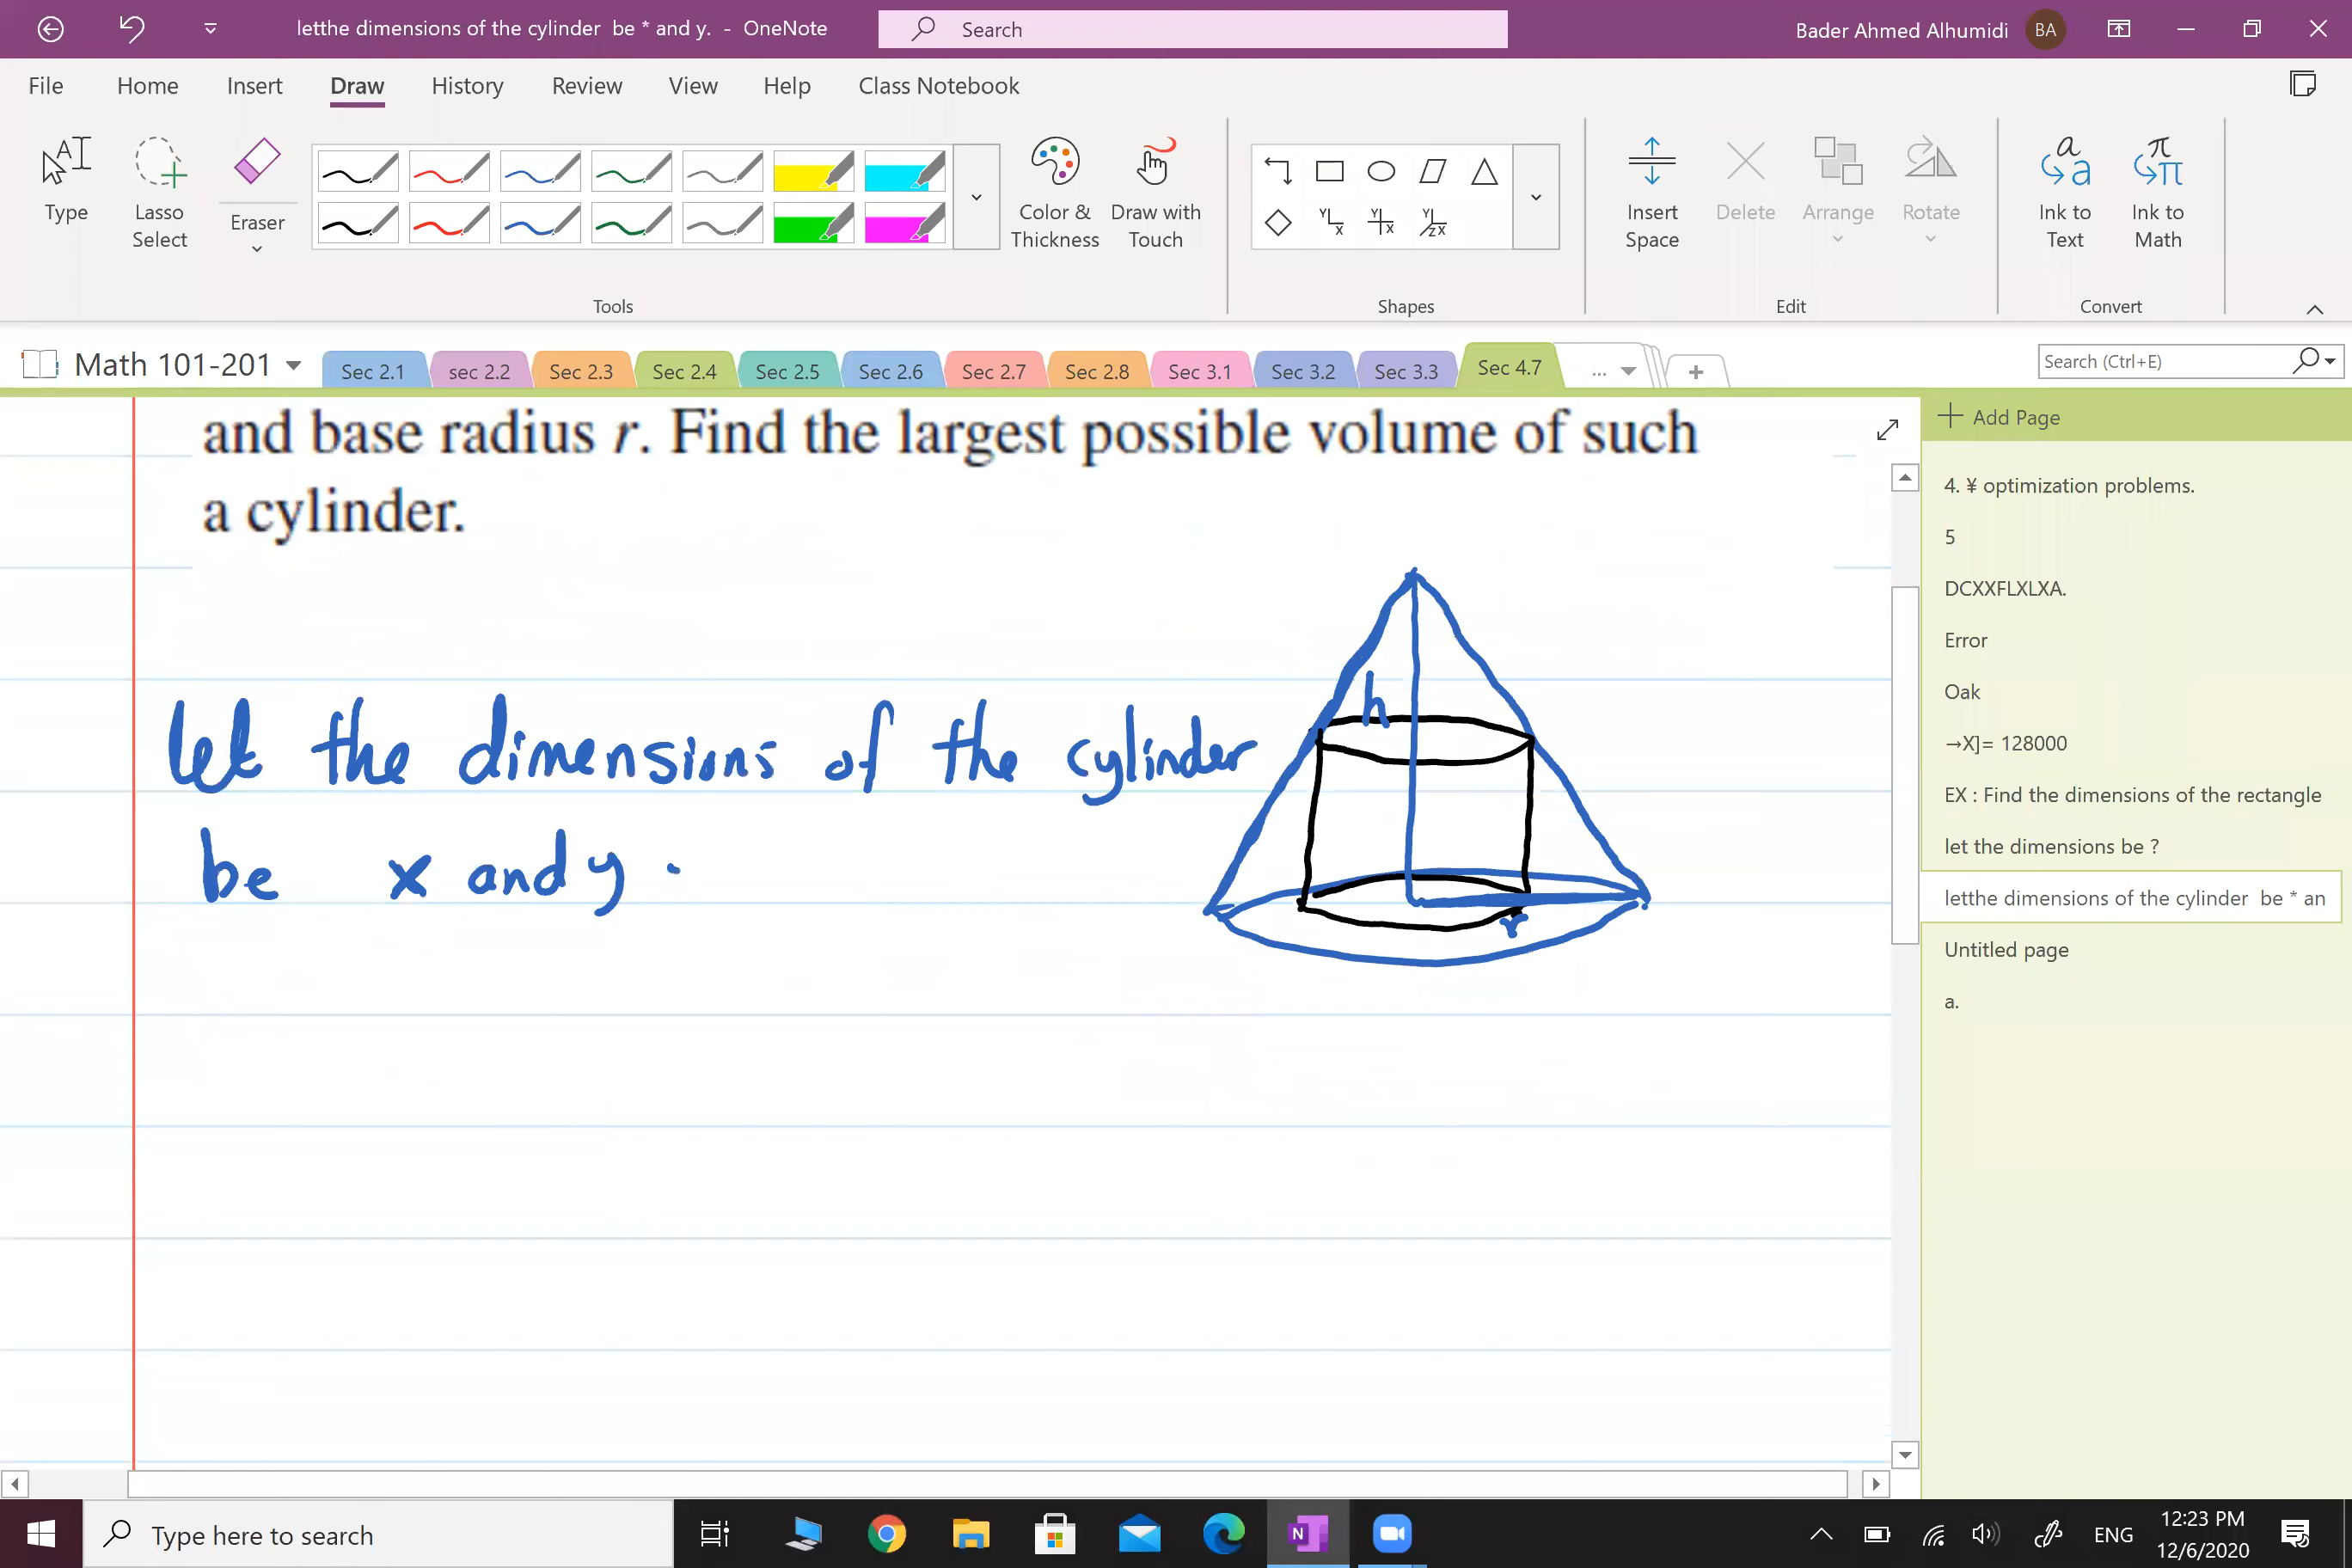 letthe dimensions of the cylinder be * and y. - OneNote
Search
Bader Ahmed Alhumidi
BA
File Home Insert Draw History Review View Help Class Notebook
Type
Lasso Select
Eraser
Color & Thickness
Draw with Touch
Insert Space
Delete
Arrange
Rotate
Ink to Text
Ink to Math
Tools Shapes Edit Convert
Math 101-201
Sec 2.1 sec 2.2 Sec 2.3 Sec 2.4 Sec 2.5 Sec 2.6 Sec 2.7 Sec 2.8 Sec 3.1 Sec 3.2 Sec 3.3 Sec 4.7 ...
Search (Ctrl+E)
and base radius r. Find the largest possible volume of such
a cylinder.
h
let the dimensions of the cylinder
be x and y .
r
Add Page
4. ¥ optimization problems.
5
DCXXFLXLXA.
Error
Oak
→X]= 128000
EX : Find the dimensions of the rectangle
let the dimensions be ?
letthe dimensions of the cylinder be * an
Untitled page
a.
Type here to search
ENG
12:23 PM
12/6/2020